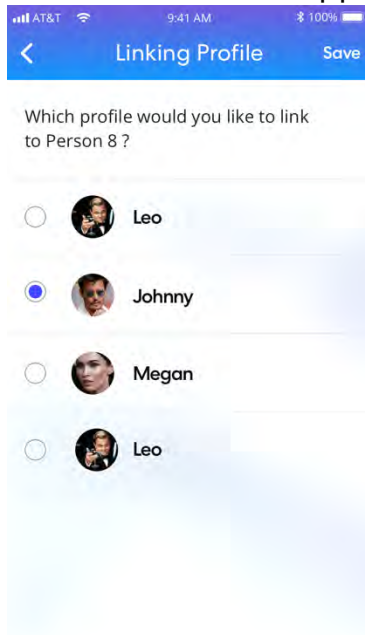 AT&T 9:41 AM 100%
Linking Profile Save
Which profile would you like to link
to Person 8 ?
Leo
Johnny
Megan
Leo